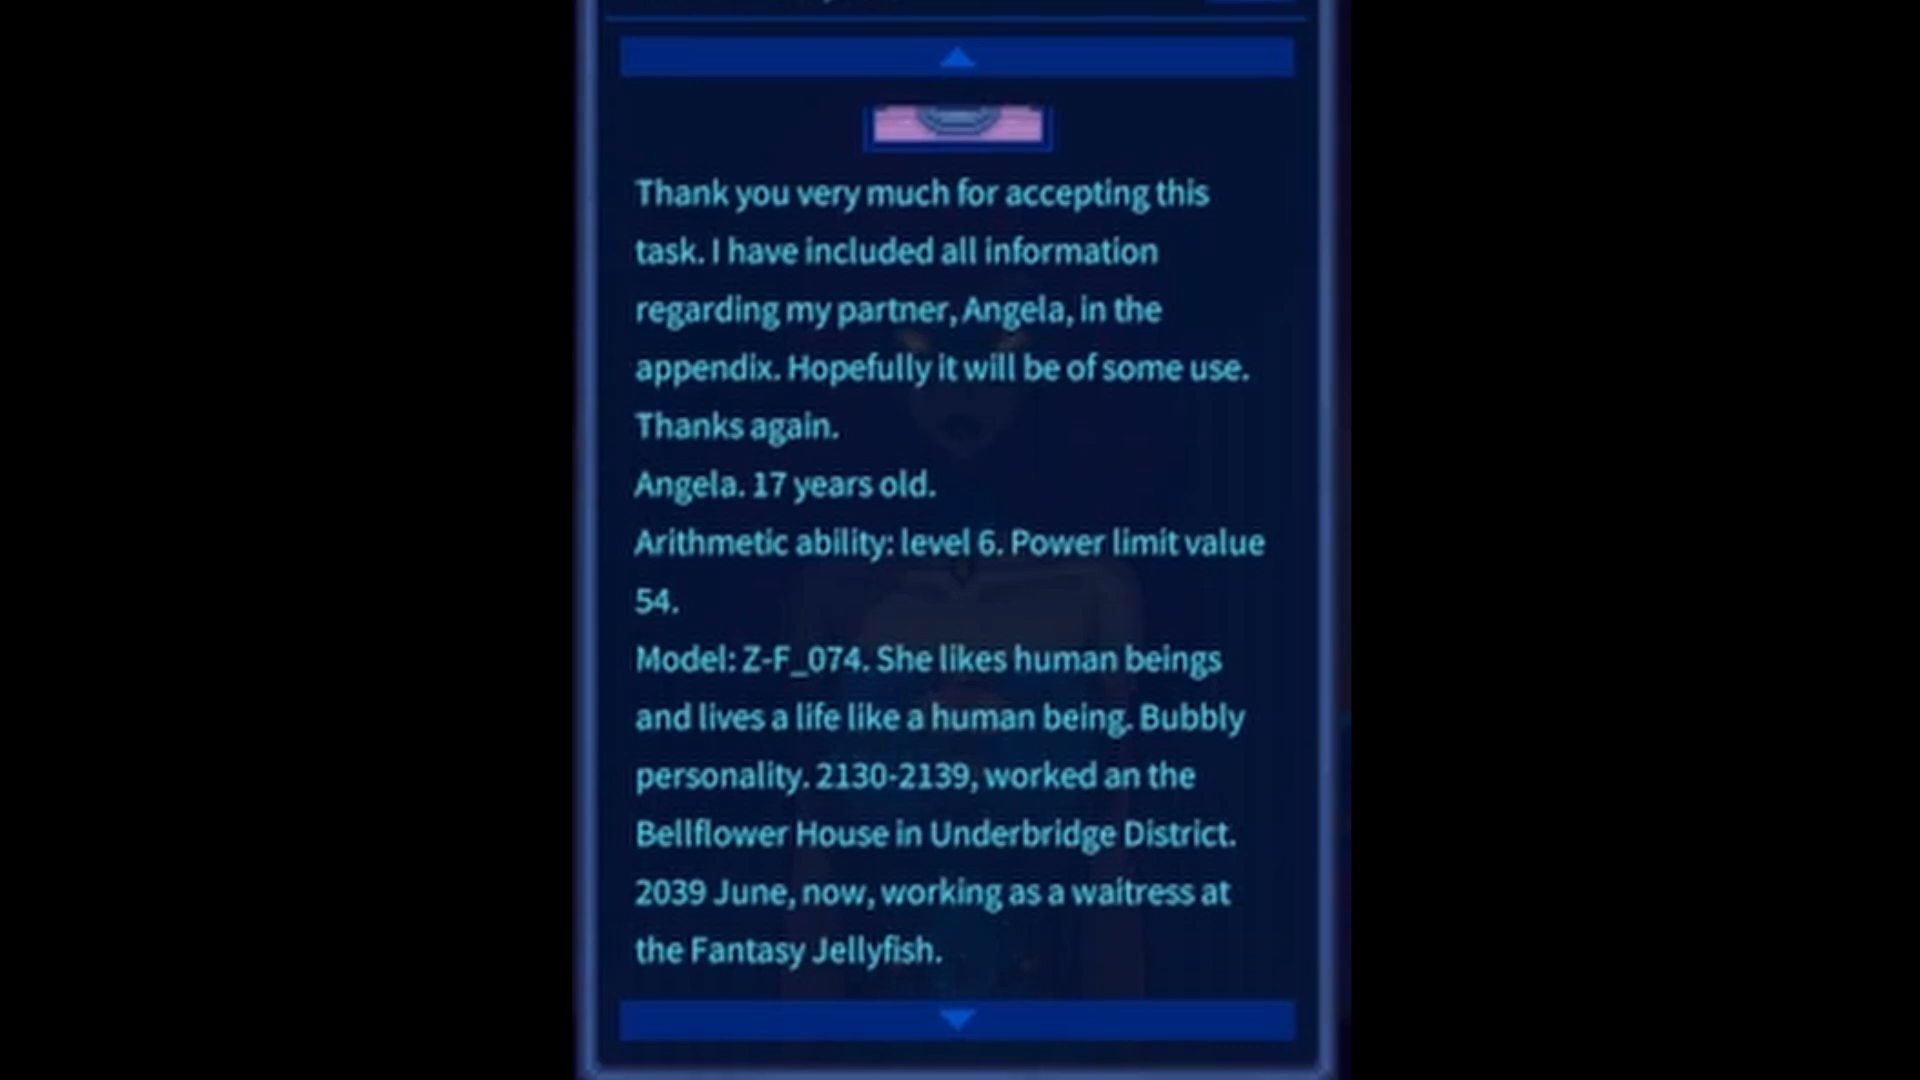 Thank you very much for accepting this
task. I have included all information
regarding my partner, Angela, in the
appendix. Hopefully it will be of some use.
Thanks again.
Angela. 17 years old.
Arithmetic ability: level 6. Power limit value
54.
Model: Z-F_074. She likes human beings
and lives a life like a human being. Bubbly
personality. 2130-2139, worked an the
Bellflower House in Underbridge District.
2039 June, now, working as a waitress at
the Fantasy Jellyfish.